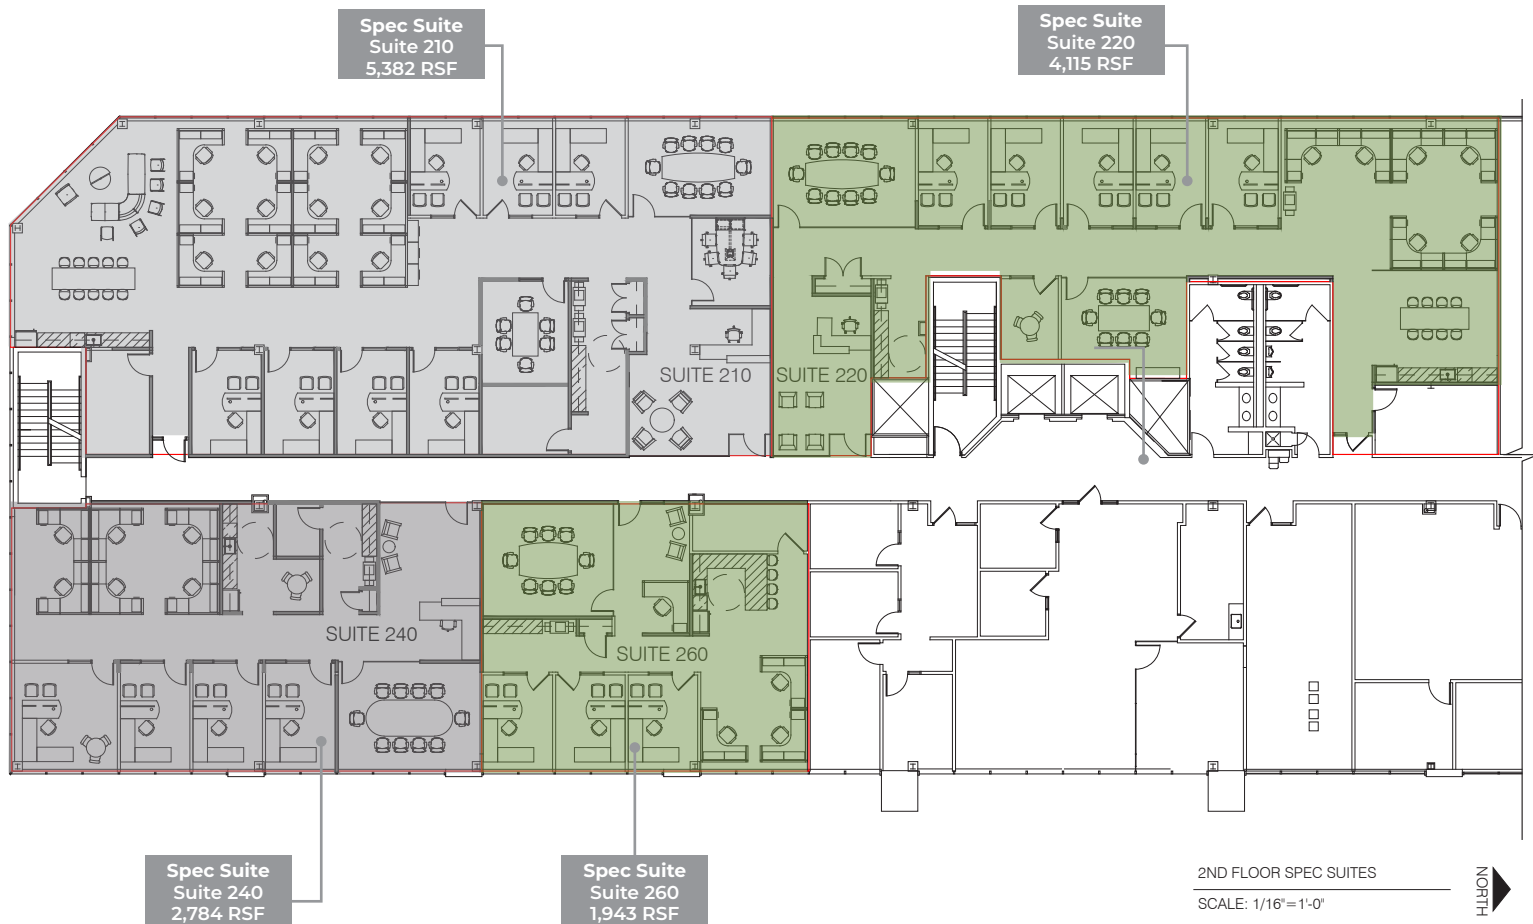 Spec Suite
Suite 210
5,382 RSF
Spec Suite
Suite 220
4,115 RSF
SUITE 210
SUITE 220
SUITE 240
SUITE 260
Spec Suite
Suite 240
2,784 RSF
Spec Suite
Suite 260
1,943 RSF
2ND FLOOR SPEC SUITES
SCALE: 1/16"=1'-0"
NORTH